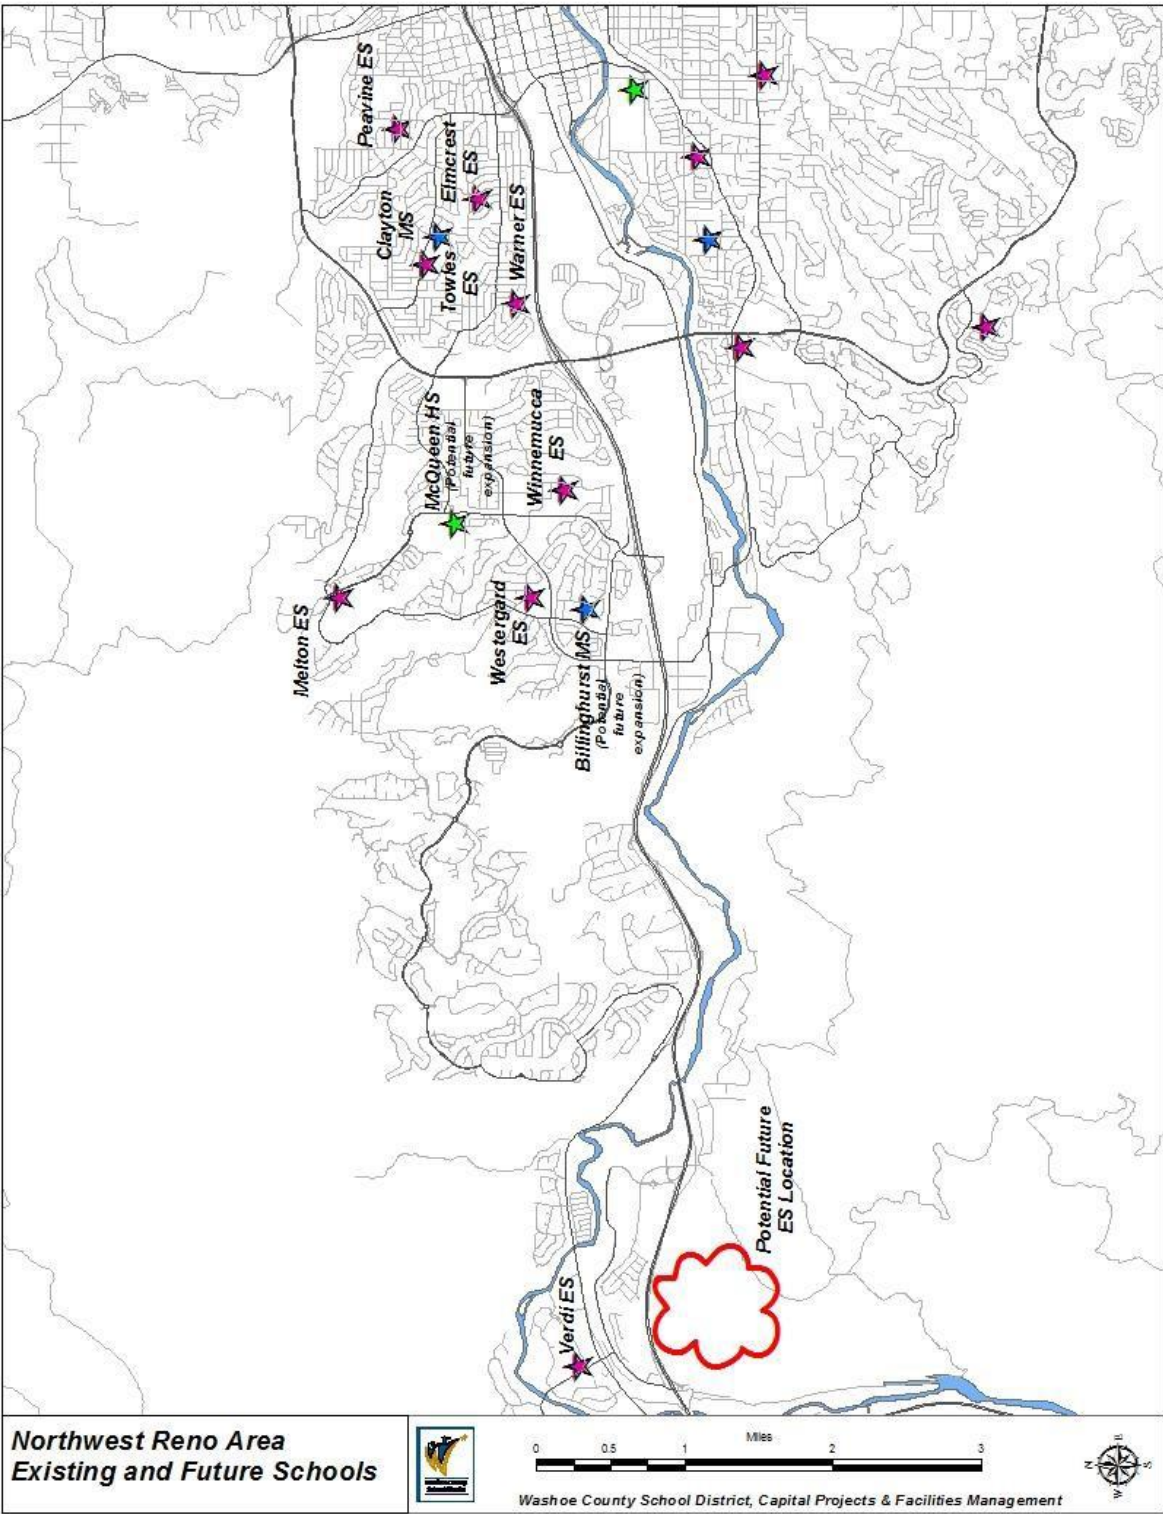 Peavine ES
Elmcrest
ES
Clayton
MS
Towles
ES
Warner ES
McQueen HS
(Potential
future
expansion)
Winnemucca
ES
Melton ES
Westergard
ES
Billinghurst MS
(Potential
future
expansion)
Potential Future
ES Location
Verdi ES
Northwest Reno Area
Existing and Future Schools
Miles
0 0.5 1 2 3
Washoe County School District, Capital Projects & Facilities Management
N
E
S
W